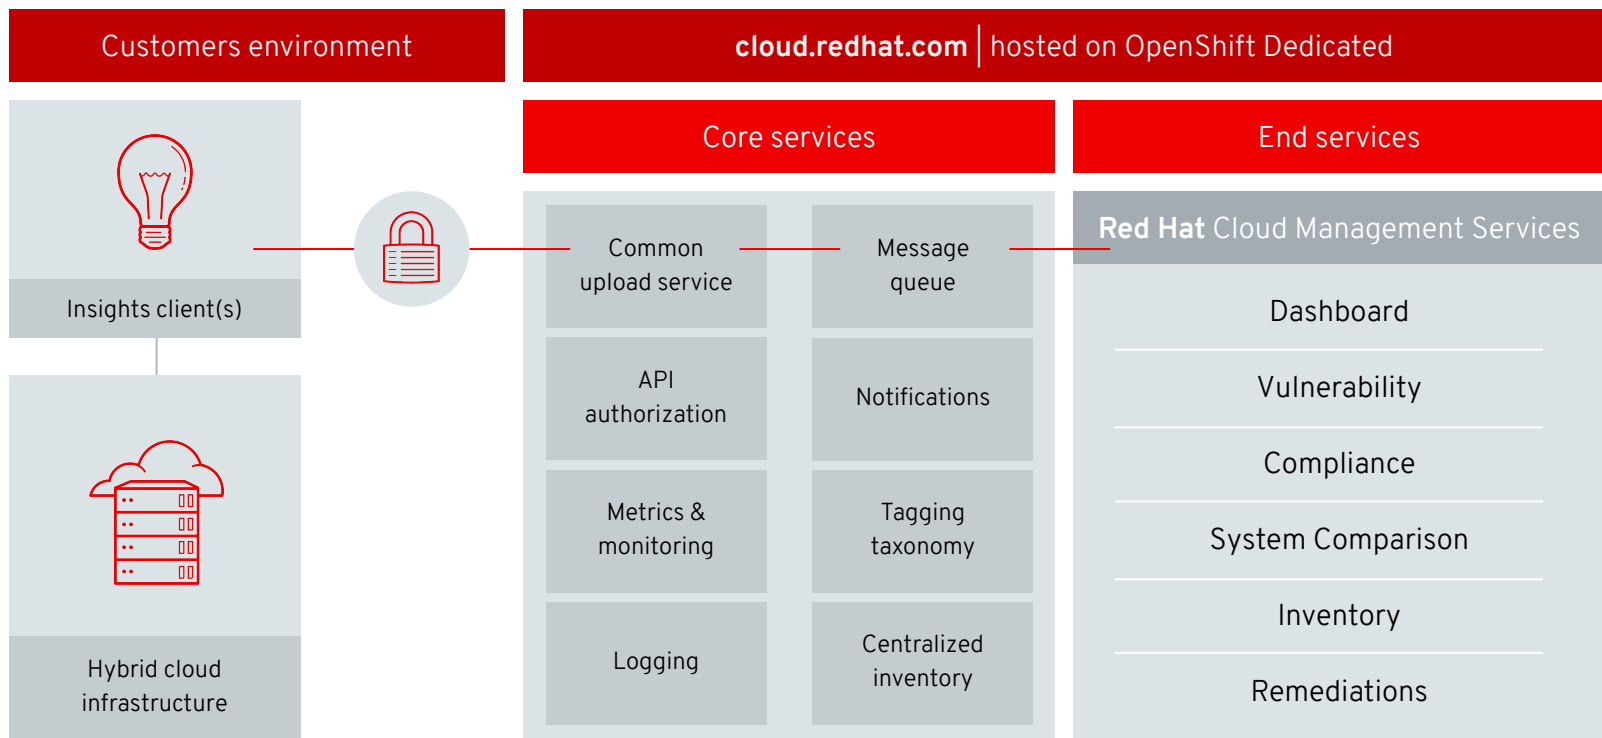 Customers environment
cloud.redhat.com | hosted on OpenShift Dedicated
Core services
End services
Insights client(s)
Hybrid cloud
infrastructure
Common
upload service
Message
queue
API
authorization
Notifications
Metrics &
monitoring
Tagging
taxonomy
Logging
Centralized
inventory
Red Hat Cloud Management Services
Dashboard
Vulnerability
Compliance
System Comparison
Inventory
Remediations